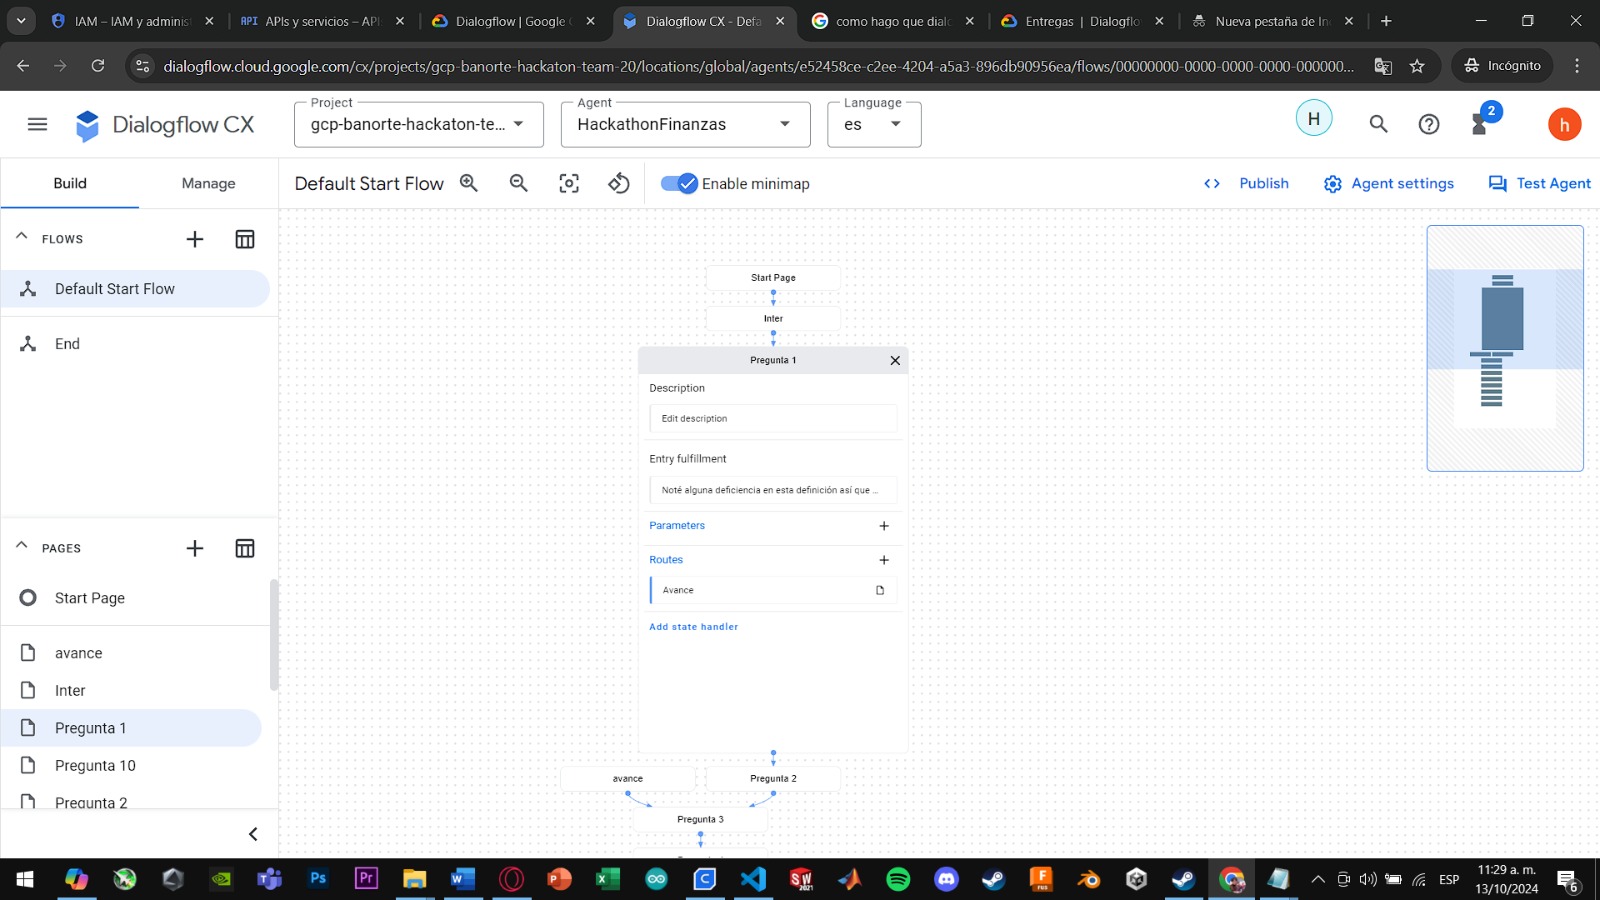 IAM – IAM y adminis
APIs y servicios – API
Dialogflow | Google C
Dialogflow CX - Defa
como hago que dialo
Entregas | Dialogflo
Nueva pestaña de In
dialogflow.cloud.google.com/cx/projects/gcp-banorte-hackaton-team-20/locations/global/agents/e52458ce-c2ee-4204-a5a3-896db90956ea/flows/00000000-0000-0000-0000-000000...
Incógnito
Dialogflow CX
Project
gcp-banorte-hackaton-te...
Agent
HackathonFinanzas
Language
es
H
2
h
Build
Manage
Default Start Flow
Enable minimap
Publish
Agent settings
Test Agent
FLOWS
Default Start Flow
End
PAGES
Start Page
avance
Inter
Pregunta 1
Pregunta 10
Pregunta 2
Start Page
Inter
Pregunta 1
Description
Edit description
Entry fulfillment
Noté alguna deficiencia en esta definición así que ...
Parameters
Routes
Avance
Add state handler
avance
Pregunta 2
Pregunta 3
ESP
11:29 a. m.
13/10/2024
6